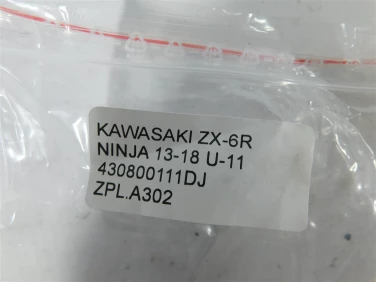 KAWASAKI ZX-6R
NINJA 13-18 U-11
430800111DJ
ZPL.A302